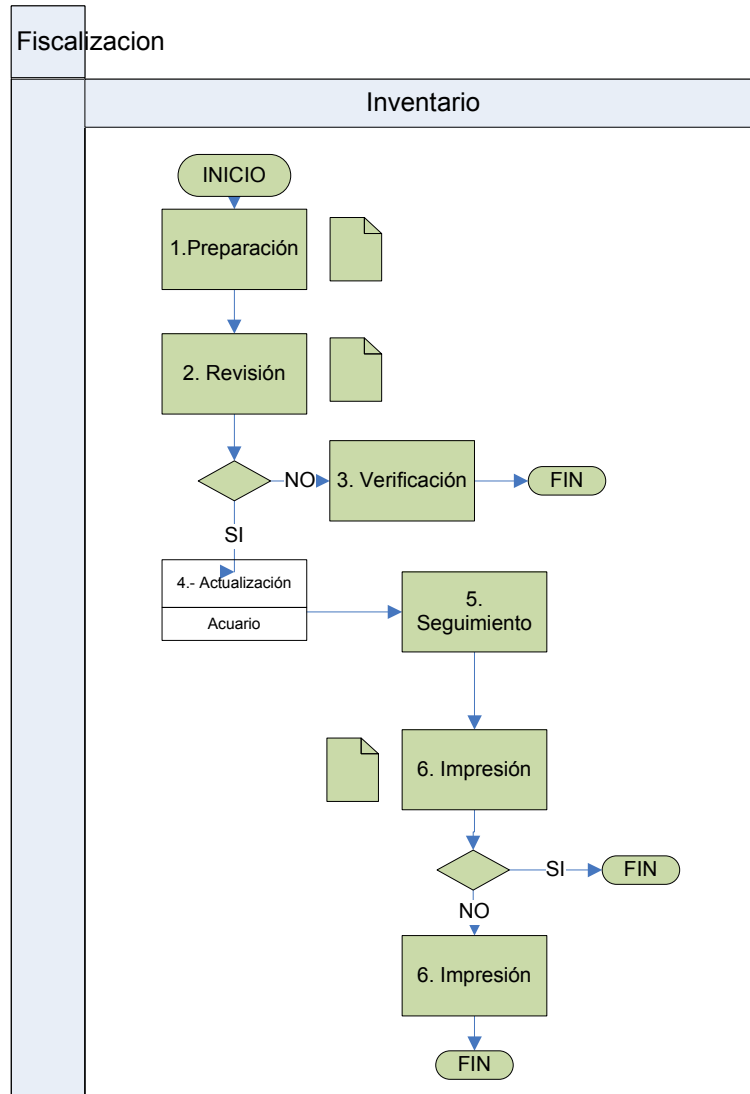 Fiscalizacion
Inventario
INICIO
1.Preparación
2. Revisión
NO
3. Verificación
FIN
SI
4.- Actualización
Acuario
5.
Seguimiento
6. Impresión
SI
FIN
NO
6. Impresión
FIN